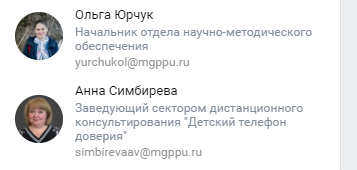 Ольга Юрчук
Начальник отдела научно-методического
обеспечения
yurchukol@mgppu.ru
Анна Симбирева
Заведующий сектором дистанционного
консультирования "Детский телефон
доверия"
simbirevaav@mgppu.ru